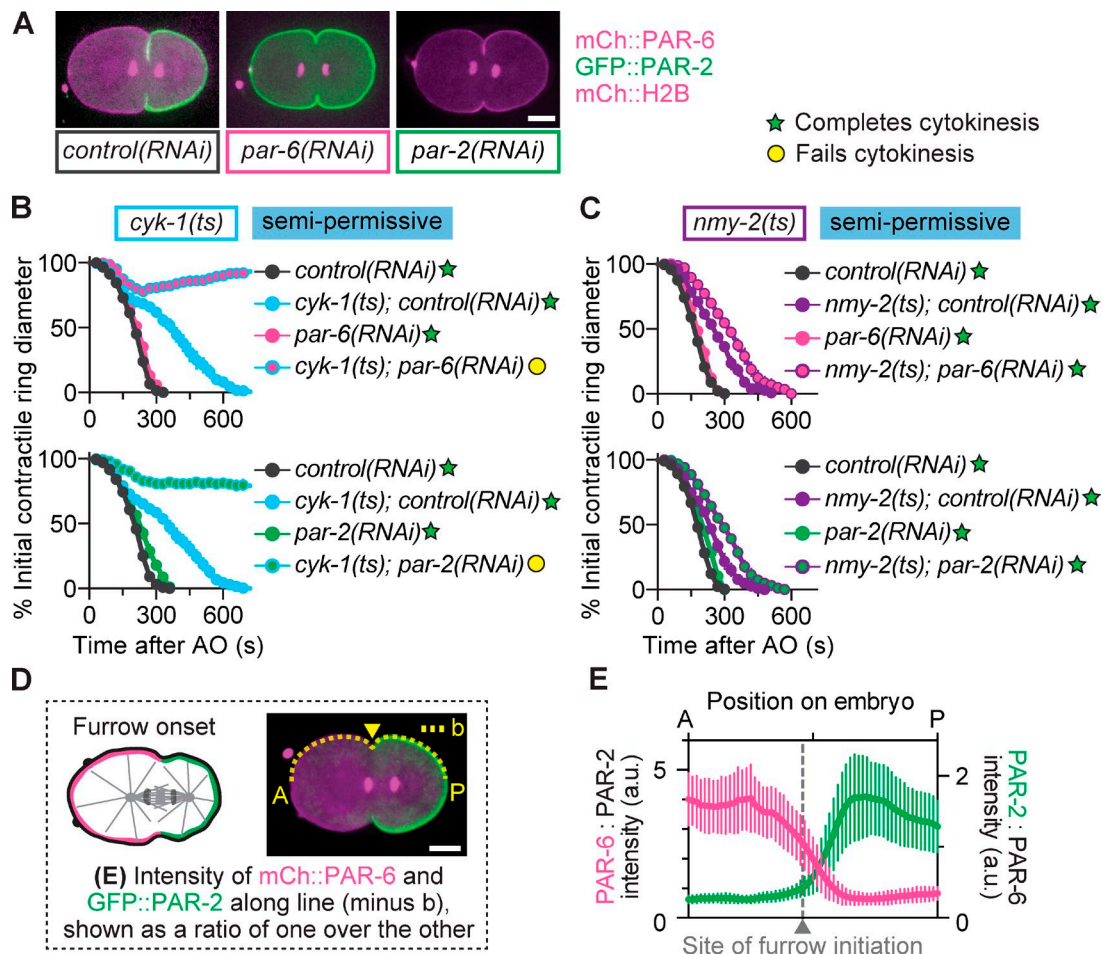 A
mCh::PAR-6
GFP::PAR-2
mCh::H2B
control(RNAi)
par-6(RNAi)
par-2(RNAi)
Completes cytokinesis
Fails cytokinesis
B
cyk-1(ts)
semi-permissive
% Initial contractile ring diameter
100
50
0
control(RNAi)
cyk-1(ts); control(RNAi)
par-6(RNAi)
cyk-1(ts); par-6(RNAi)
0
300
600
100
50
0
control(RNAi)
cyk-1(ts); control(RNAi)
par-2(RNAi)
cyk-1(ts); par-2(RNAi)
0
300
600
Time after AO (s)
C
nmy-2(ts)
semi-permissive
% Initial contractile ring diameter
100
50
0
control(RNAi)
nmy-2(ts); control(RNAi)
par-6(RNAi)
nmy-2(ts); par-6(RNAi)
0
300
600
100
50
0
control(RNAi)
nmy-2(ts); control(RNAi)
par-2(RNAi)
nmy-2(ts); par-2(RNAi)
0
300
600
Time after AO (s)
D
Furrow onset
b
A
P
(E) Intensity of mCh::PAR-6 and
GFP::PAR-2 along line (minus b),
shown as a ratio of one over the other
E
Position on embryo
A
P
PAR-6 : PAR-2
intensity (a.u.)
5
0
2
0
PAR-2 : PAR-6
intensity (a.u.)
Site of furrow initiation